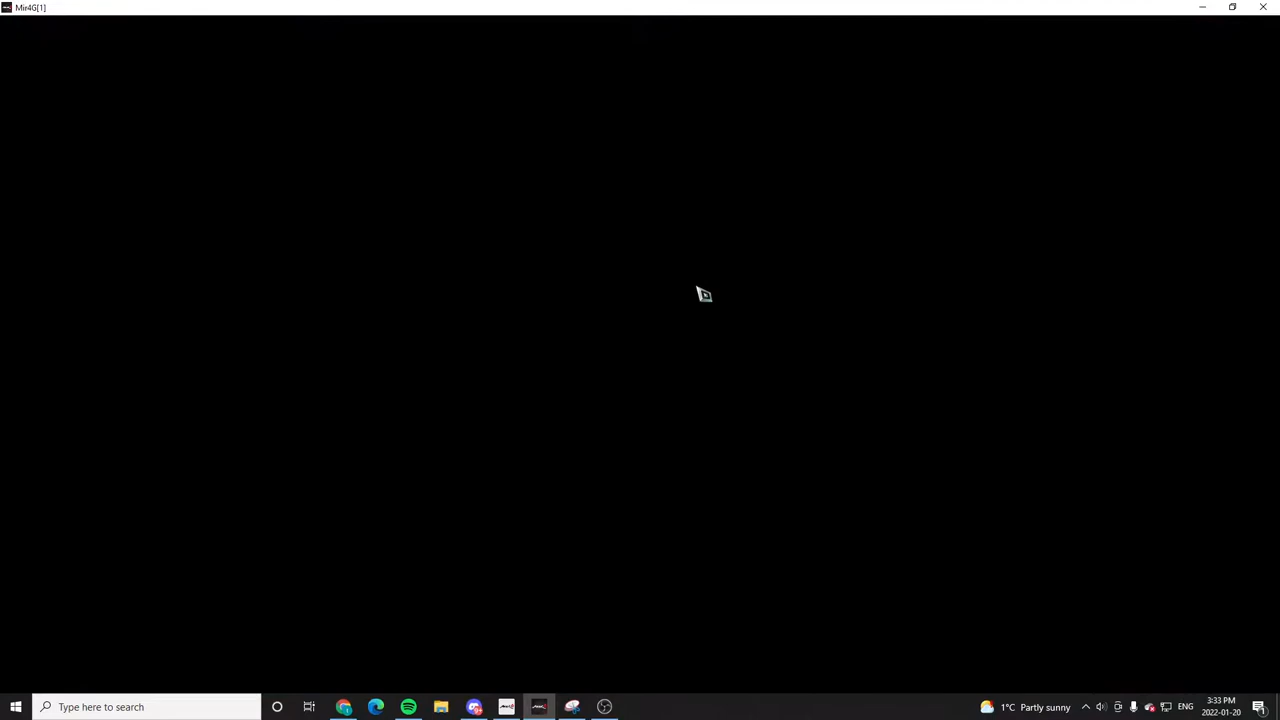 Mir4G[1]
Type here to search
1°C Partly sunny
ENG
3:33 PM
2022-01-20